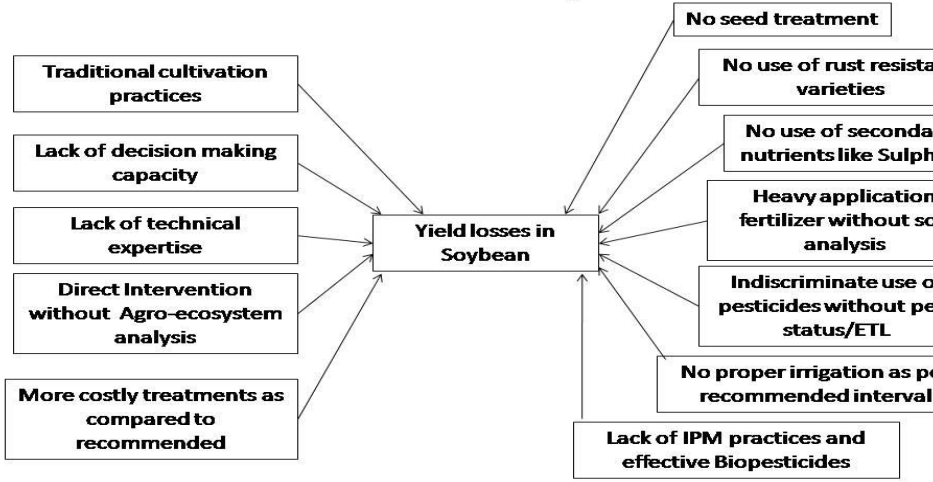 Traditional cultivation
practices
Lack of decision making
capacity
Lack of technical
expertise
Direct Intervention
without Agro-ecosystem
analysis
More costly treatments as
compared to
recommended
Yield losses in
Soybean
No seed treatment
No use of rust resista
varieties
No use of seconda
nutrients like Sulph
Heavy application
fertilizer without
analysis
Indiscriminate use
pesticides without
status/ETL
No proper irrigation as
recommended interval
Lack of IPM practices and
effective Biopesticides